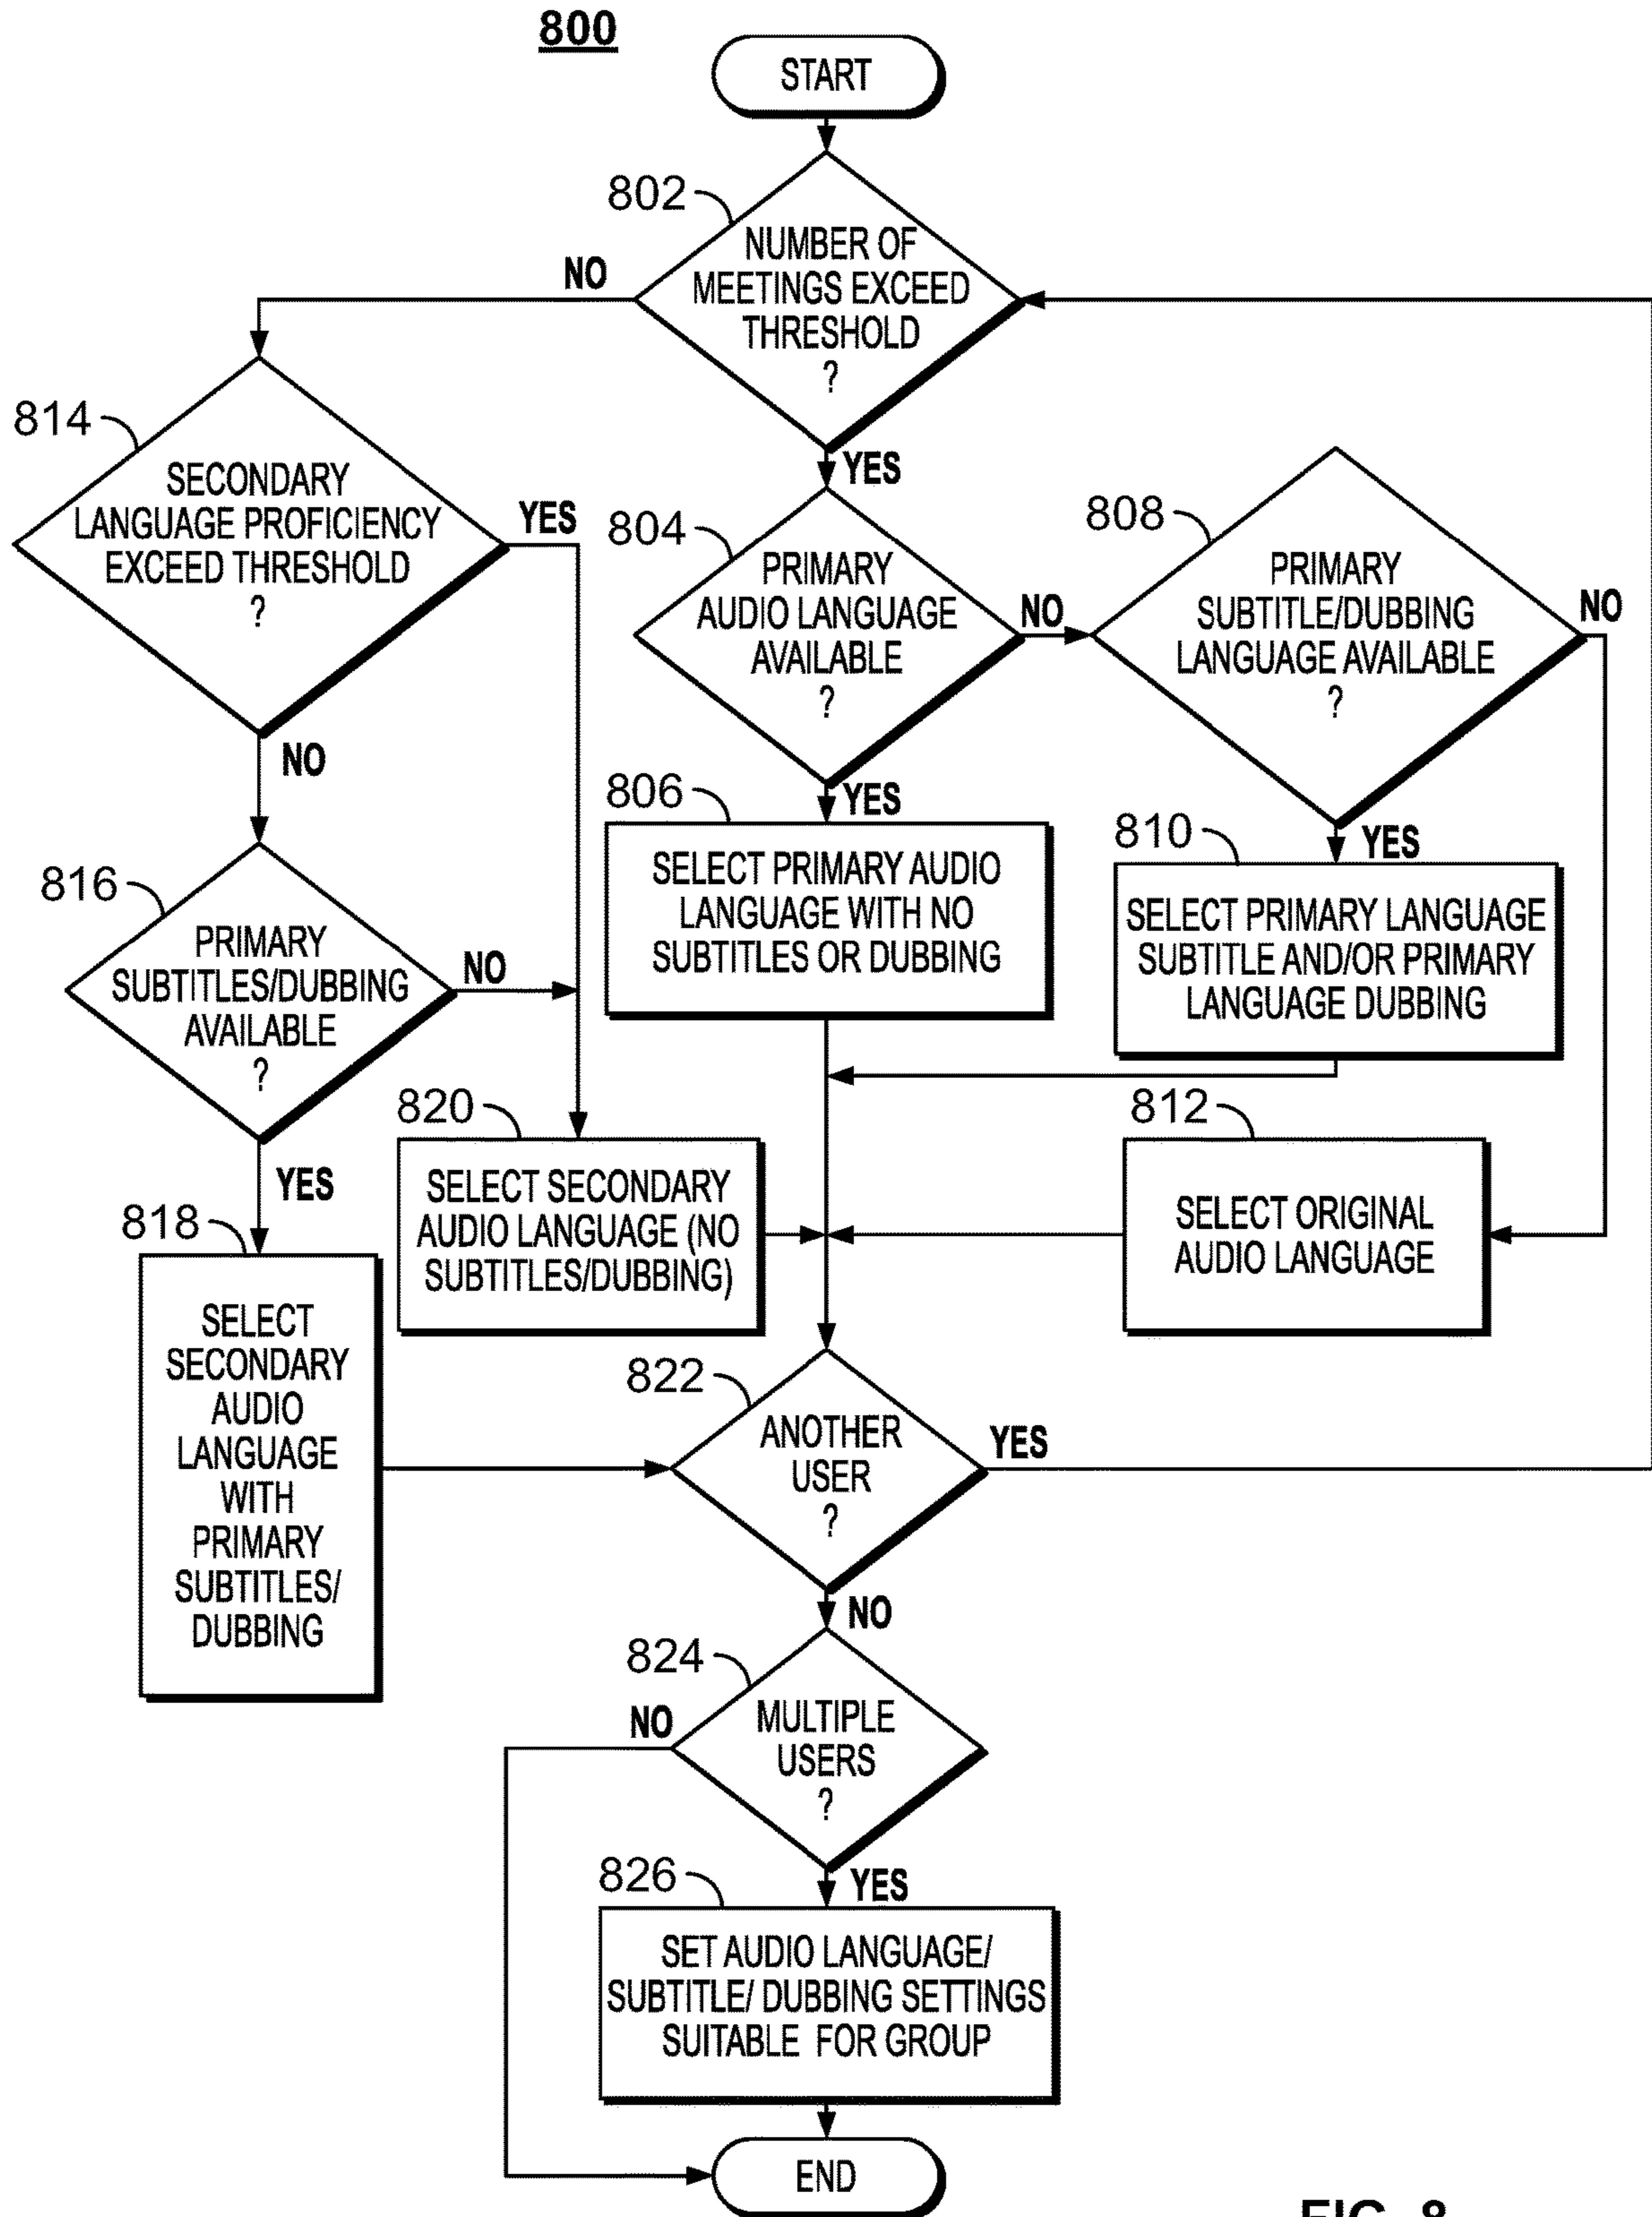 800
START
802
NUMBER OF
MEETINGS EXCEED
THRESHOLD
?
NO
YES
814
SECONDARY
LANGUAGE PROFICIENCY
EXCEED THRESHOLD
?
YES
NO
804
PRIMARY
AUDIO LANGUAGE
AVAILABLE
?
NO
YES
808
PRIMARY
SUBTITLE/DUBBING
LANGUAGE AVAILABLE
?
NO
YES
806
SELECT PRIMARY AUDIO
LANGUAGE WITH NO
SUBTITLES OR DUBBING
810
SELECT PRIMARY LANGUAGE
SUBTITLE AND/OR PRIMARY
LANGUAGE DUBBING
816
PRIMARY
SUBTITLES/DUBBING
AVAILABLE
?
NO
YES
820
SELECT SECONDARY
AUDIO LANGUAGE (NO
SUBTITLES/DUBBING)
812
SELECT ORIGINAL
AUDIO LANGUAGE
818
SELECT
SECONDARY
AUDIO
LANGUAGE
WITH
PRIMARY
SUBTITLES/
DUBBING
822
ANOTHER
USER
?
YES
NO
824
MULTIPLE
USERS
?
NO
YES
826
SET AUDIO LANGUAGE/
SUBTITLE/ DUBBING SETTINGS
SUITABLE FOR GROUP
END
FIG. 8